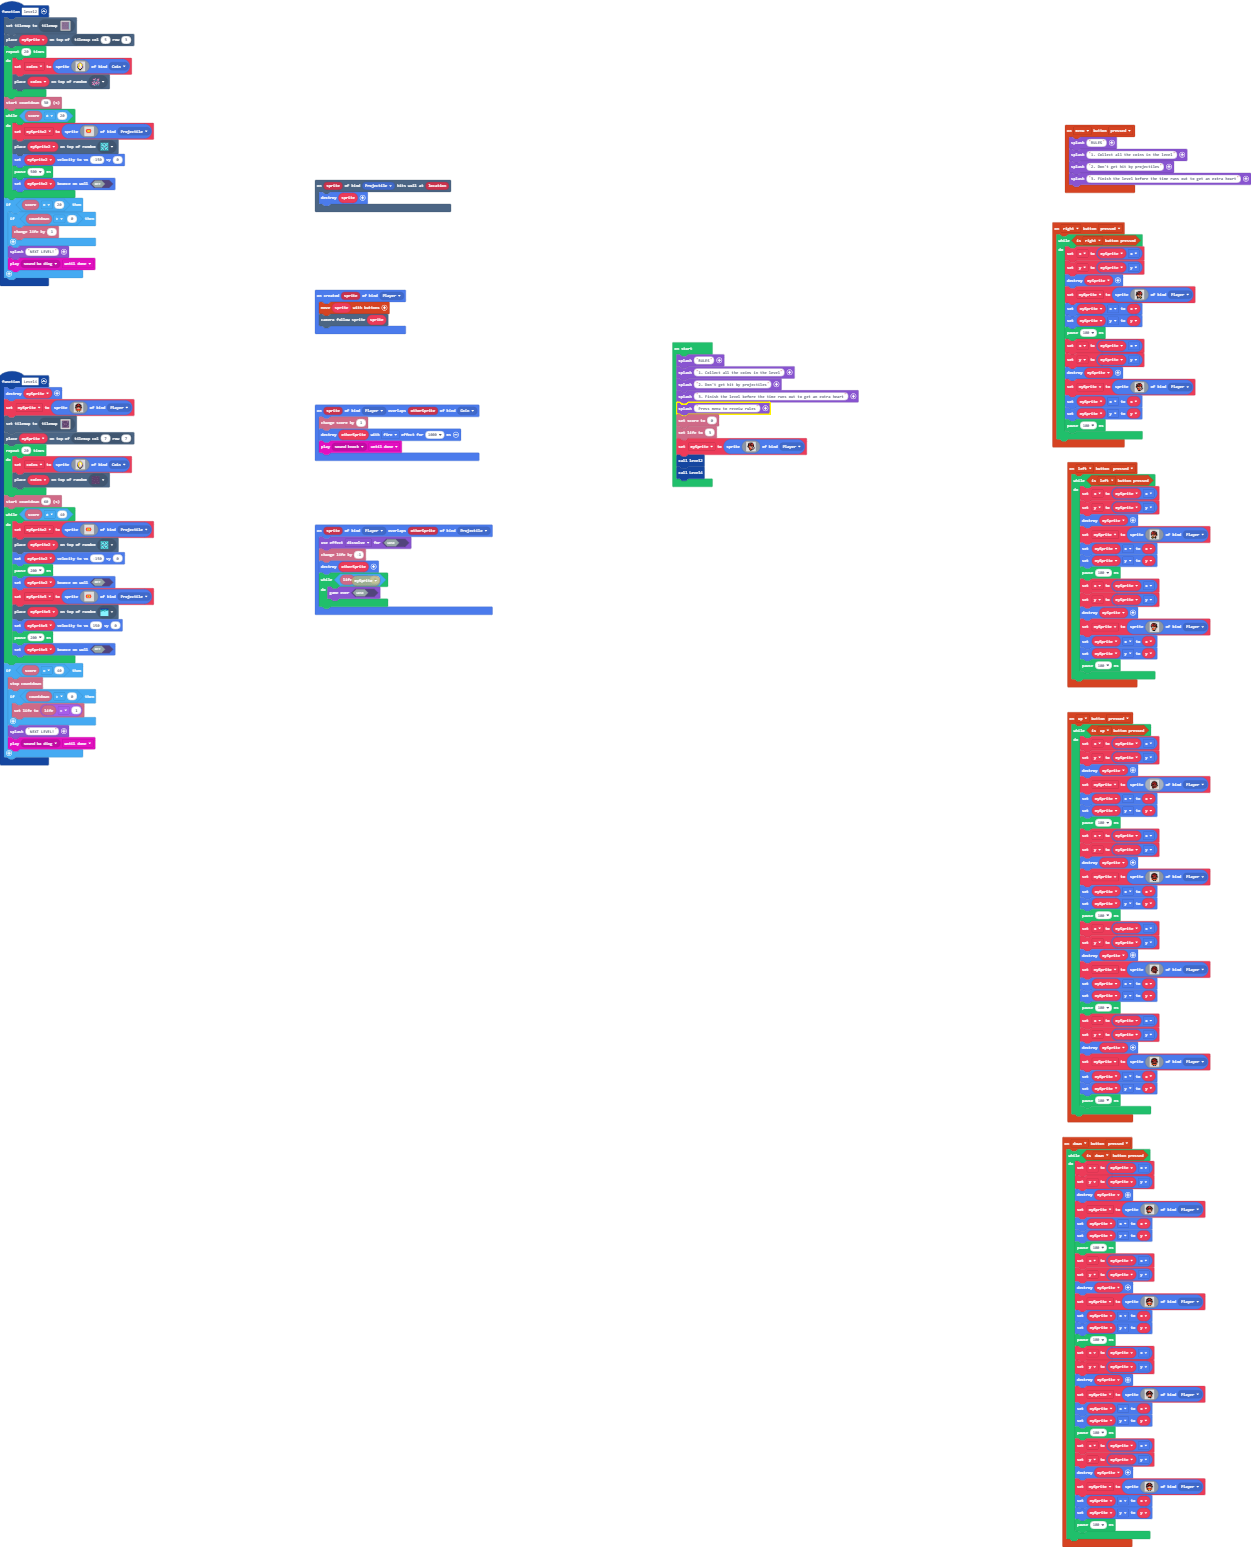 function Level2
set tilemap to tilemap
place mySprite on top of tilemap col row
repeat 20 times
do
set coins to sprite of kind Coin
place coins on top of random
start countdown (s)
while score < 20
do
set mySprite2 to sprite of kind Projectile
place mySprite2 on top of random
set mySprite2 velocity to vx vy
pause 500 ms
set mySprite2 bounce on wall
if score = 20 then
if countdown > 0 then
change life by 1
splash "NEXT LEVEL!"
play sound ba ding until done
function Level4
destroy mySprite
set mySprite to sprite of kind Player
set tilemap to tilemap
place mySprite on top of tilemap col row
repeat 20 times
do
set coins to sprite of kind Coin
place coins on top of random
start countdown (s)
while score <
do
set mySprite2 to sprite of kind Projectile
place mySprite2 on top of random
set mySprite2 velocity to vx vy
pause 200 ms
set mySprite2 bounce on wall
set to sprite of kind Projectile
place on top of random
set velocity to vx vy
pause 200 ms
set bounce on wall
if score = then
stop countdown
if countdown > 0 then
set life to life + 1
splash "NEXT LEVEL!"
play sound ba ding until done
on sprite of kind Projectile hits wall at location
destroy sprite
on created sprite of kind Player
move sprite with buttons
camera follow sprite sprite
on sprite of kind Player overlaps otherSprite of kind Coin
change score by 1
destroy otherSprite with fire effect for ms
play until done
on sprite of kind Player overlaps otherSprite of kind Projectile
use effect dissolve for
change life by
destroy otherSprite
while life mySprite
do
game over
on start
splash "RULES"
splash "1. Collect all the coins in the level"
splash "2. Don't get hit by projectiles"
splash "3. Finish the level before the time runs out to get an extra heart"
splash "Press menu to reveiw rules"
set score to 0
set life to
set mySprite to sprite of kind Player
call Level2
call Level4
on menu button pressed
splash "RULES"
splash "1. Collect all the coins in the level"
splash "2. Don't get hit by projectiles"
splash "3. Finish the level before the time runs out to get an extra heart"
on right button pressed
while is right button pressed
do
set x to mySprite x
set y to mySprite y
destroy mySprite
set mySprite to sprite of kind Player
set mySprite x to x
set mySprite y to y
pause 100 ms
set x to mySprite x
set y to mySprite y
destroy mySprite
set mySprite to sprite of kind Player
set mySprite x to x
set mySprite y to y
pause 100 ms
on left button pressed
while is left button pressed
do
set x to mySprite x
set y to mySprite y
destroy mySprite
set mySprite to sprite of kind Player
set mySprite x to x
set mySprite y to y
pause 100 ms
set x to mySprite x
set y to mySprite y
destroy mySprite
set mySprite to sprite of kind Player
set mySprite x to x
set mySprite y to y
pause 100 ms
on up button pressed
while is up button pressed
do
set x to mySprite x
set y to mySprite y
destroy mySprite
set mySprite to sprite of kind Player
set mySprite x to x
set mySprite y to y
pause 100 ms
set x to mySprite x
set y to mySprite y
destroy mySprite
set mySprite to sprite of kind Player
set mySprite x to x
set mySprite y to y
pause 100 ms
set x to mySprite x
set y to mySprite y
destroy mySprite
set mySprite to sprite of kind Player
set mySprite x to x
set mySprite y to y
pause 100 ms
set x to mySprite x
set y to mySprite y
destroy mySprite
set mySprite to sprite of kind Player
set mySprite x to x
set mySprite y to y
pause 100 ms
on down button pressed
while is down button pressed
do
set x to mySprite x
set y to mySprite y
destroy mySprite
set mySprite to sprite of kind Player
set mySprite x to x
set mySprite y to y
pause 100 ms
set x to mySprite x
set y to mySprite y
destroy mySprite
set mySprite to sprite of kind Player
set mySprite x to x
set mySprite y to y
pause 100 ms
set x to mySprite x
set y to mySprite y
destroy mySprite
set mySprite to sprite of kind Player
set mySprite x to x
set mySprite y to y
pause 100 ms
set x to mySprite x
set y to mySprite y
destroy mySprite
set mySprite to sprite of kind Player
set mySprite x to x
set mySprite y to y
pause 100 ms